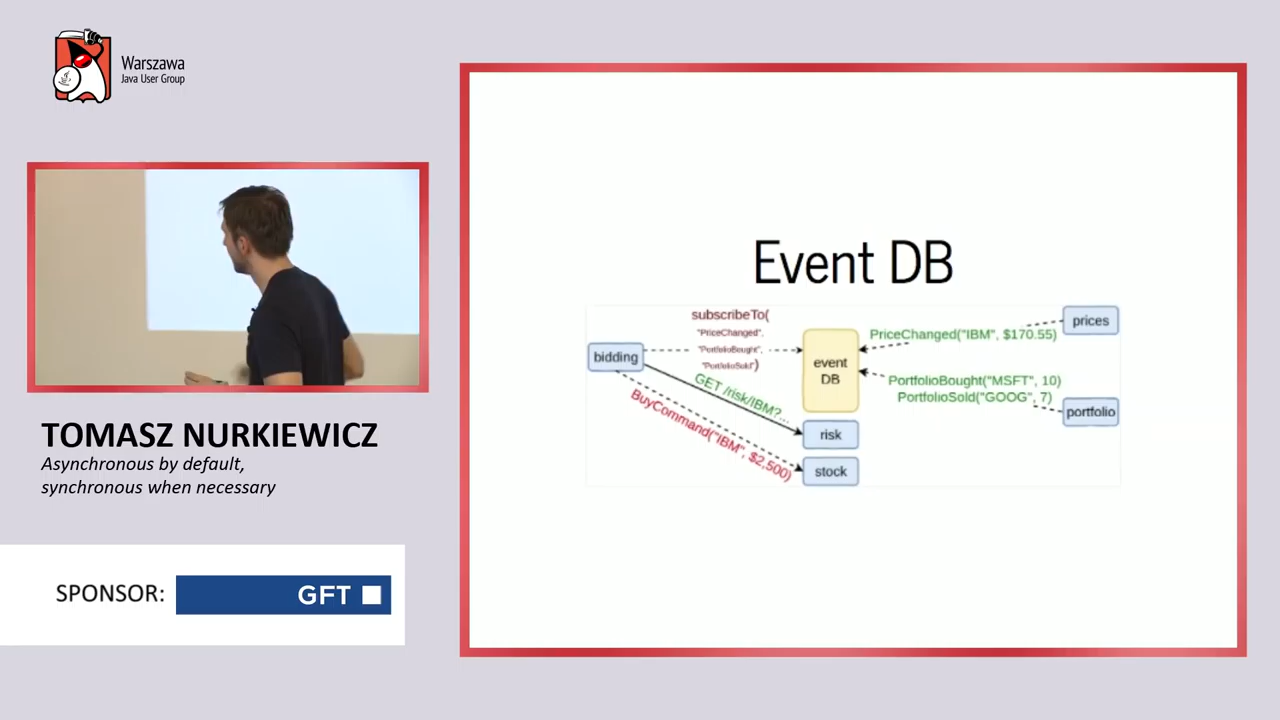 Warszawa
Java User Group
TOMASZ NURKIEWICZ
Asynchronous by default,
synchronous when necessary
SPONSOR:
GFT
Event DB
subscribeTo(
"PriceChanged",
"PortfolioBought",
"PortfolioSold")
bidding
event
DB
PriceChanged("IBM", $170.55)
prices
PortfolioBought("MSFT", 10)
PortfolioSold("GOOG", 7)
portfolio
GET /risk/IBM?...
BuyCommand("IBM", $2,500)
risk
stock